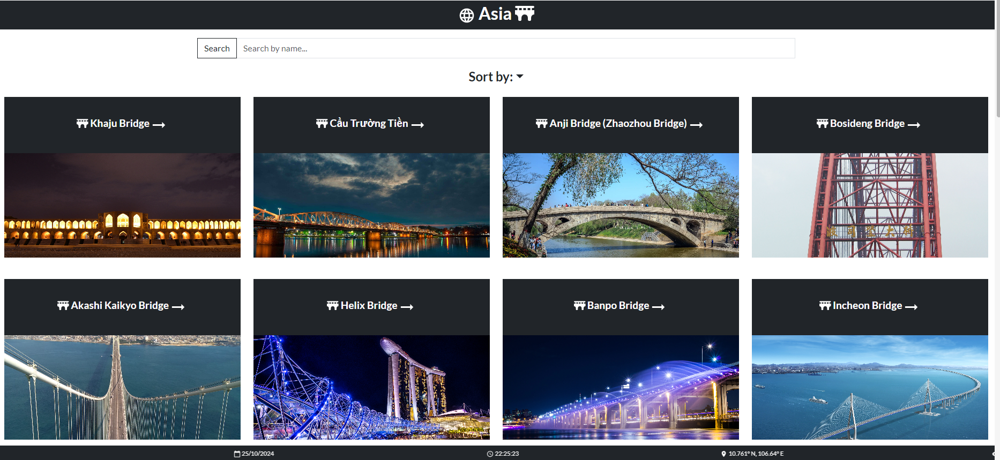 Asia
Search Search by name...
Sort by:
Khaju Bridge
Cầu Trường Tiền
Anji Bridge (Zhaozhou Bridge)
Bosideng Bridge
Akashi Kaikyo Bridge
Helix Bridge
Banpo Bridge
Incheon Bridge
25/10/2024 22:25:23 10.761° N, 106.64° E